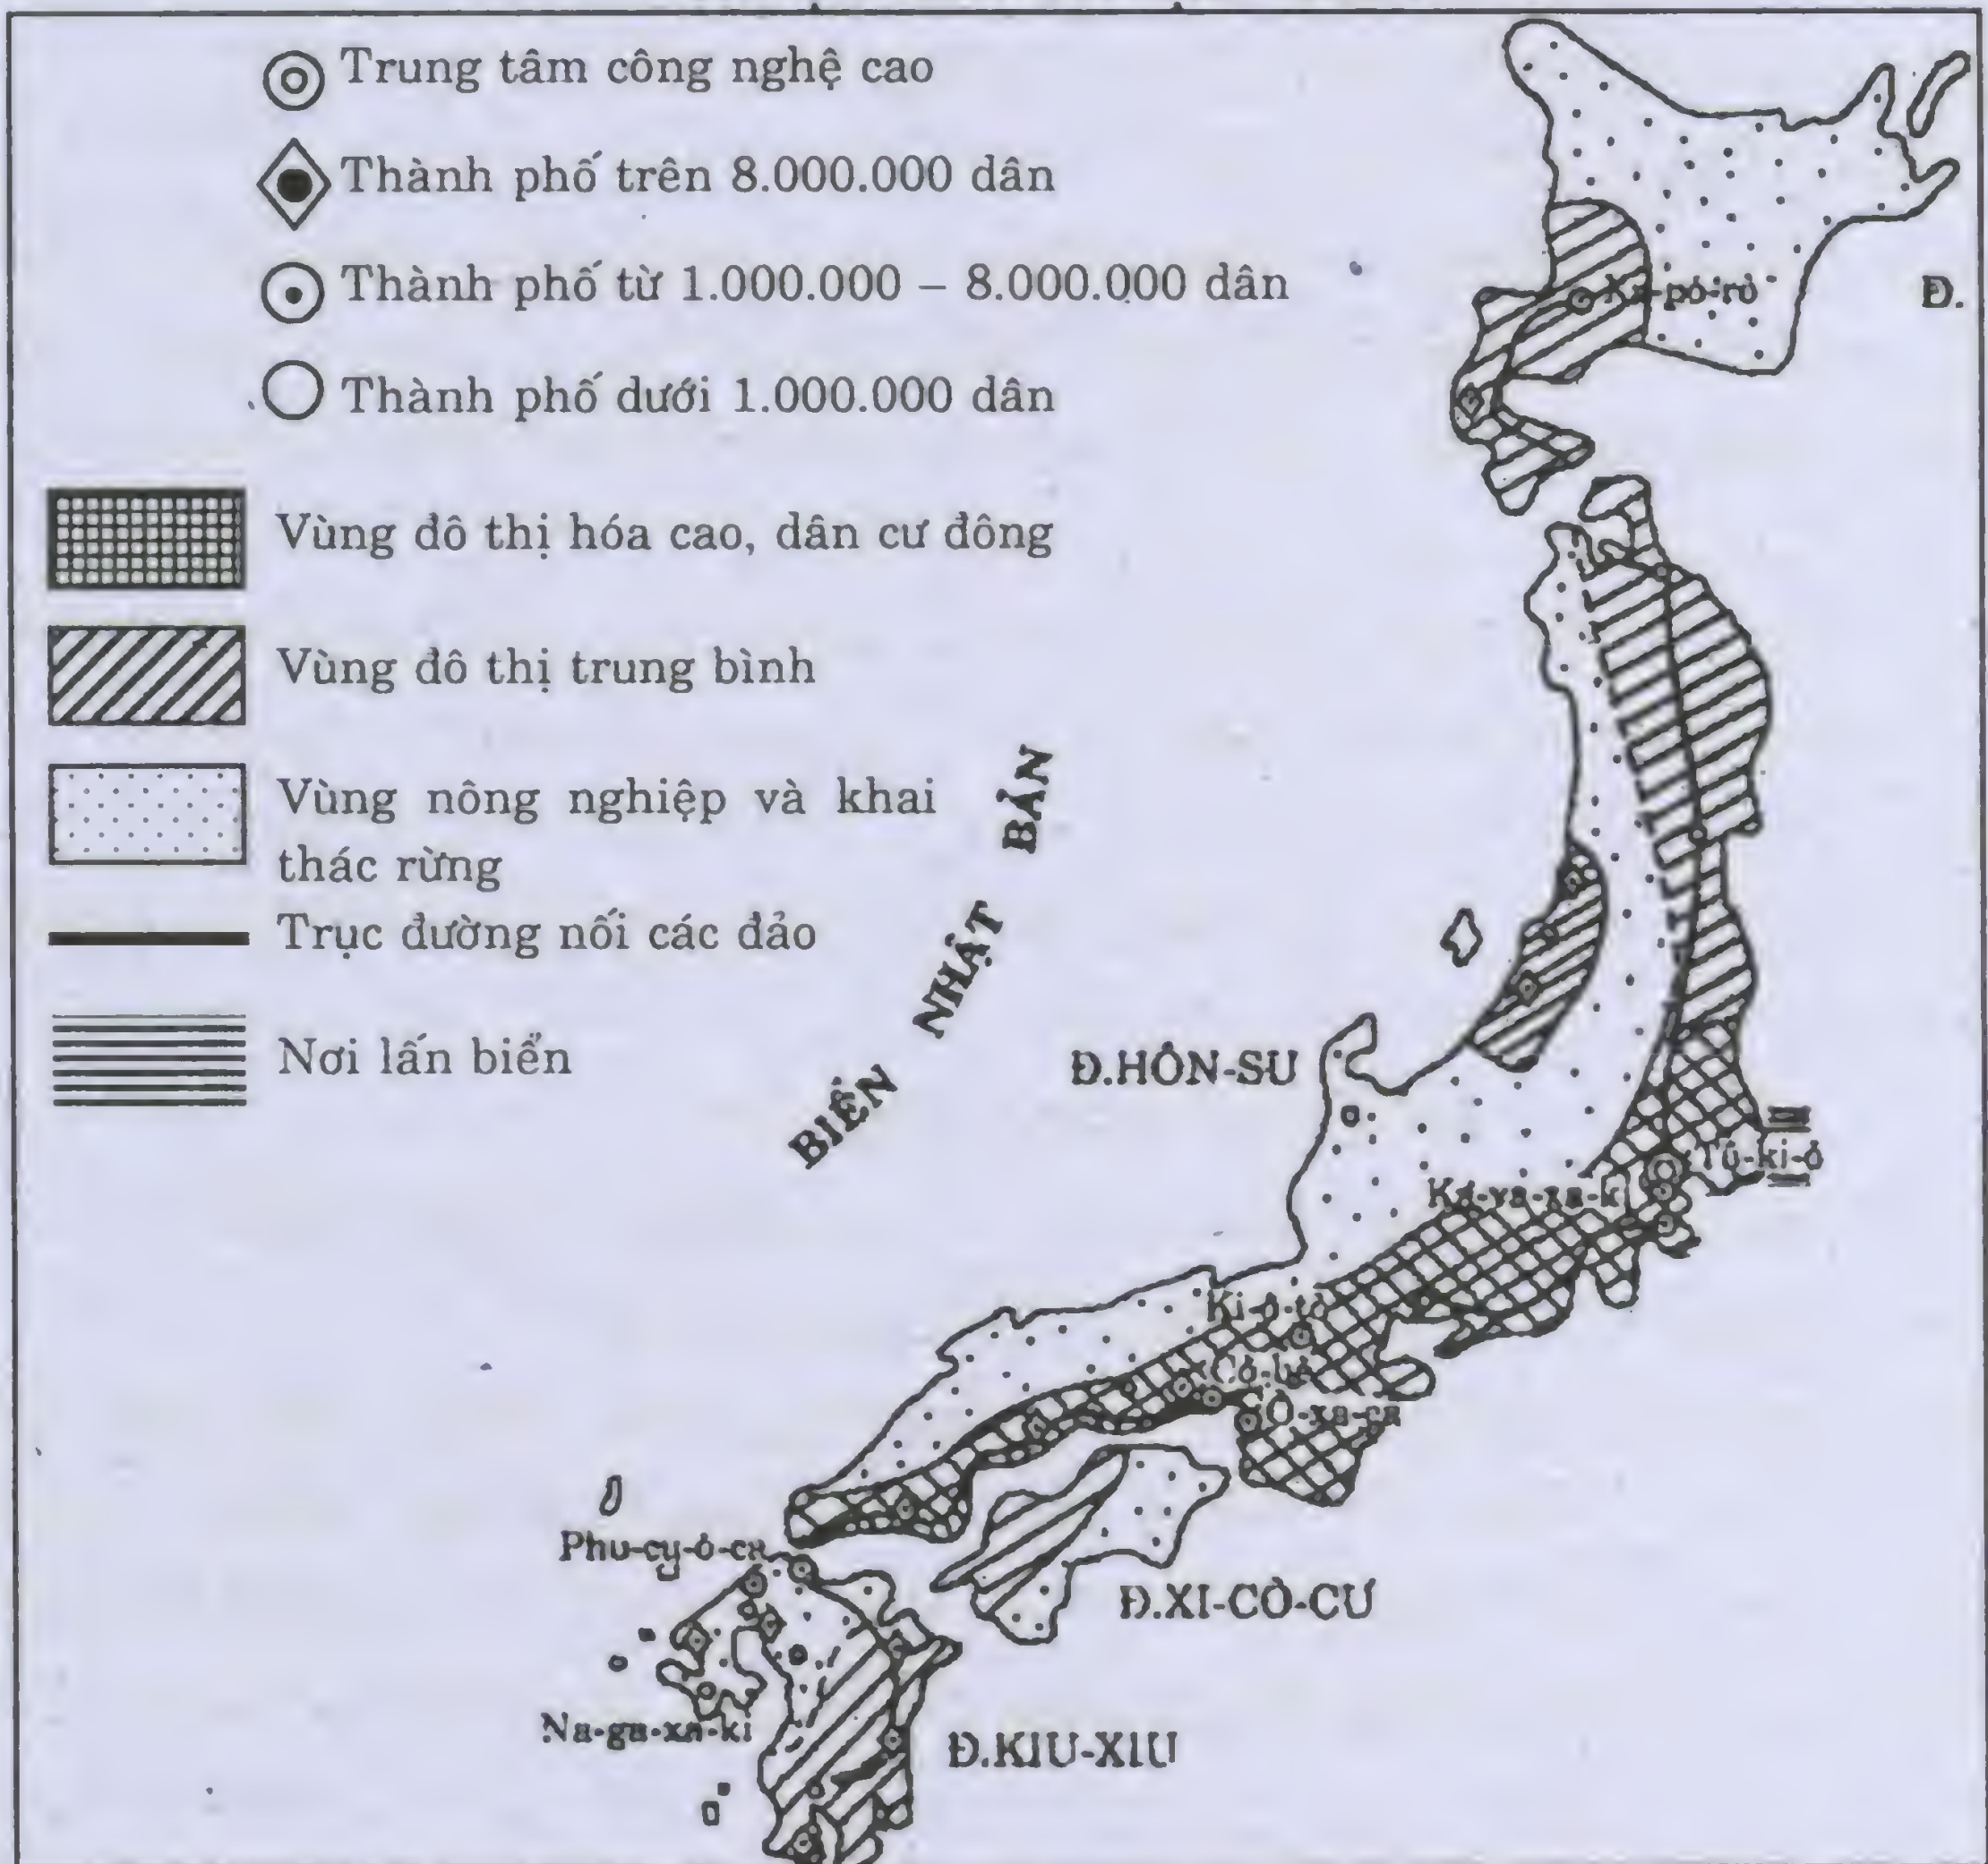 Trung tâm công nghệ cao
Thành phố trên 8.000.000 dân
Thành phố từ 1.000.000 – 8.000.000 dân
Thành phố dưới 1.000.000 dân
Vùng đô thị hóa cao, dân cư đông
Vùng đô thị trung bình
Vùng nông nghiệp và khai
thác rừng
Trục đường nối các đảo
Nơi lấn biển
BIỂN NHẬT BẢN
Đ.
Đ.HÔN-SU
Tô-ki-ô
Ki-ô-tô
Ô-xa-ca
Phu-cy-ô-ca
Đ.XI-CÔ-CƯ
Na-ga-xa-ki
Đ.KIU-XIU